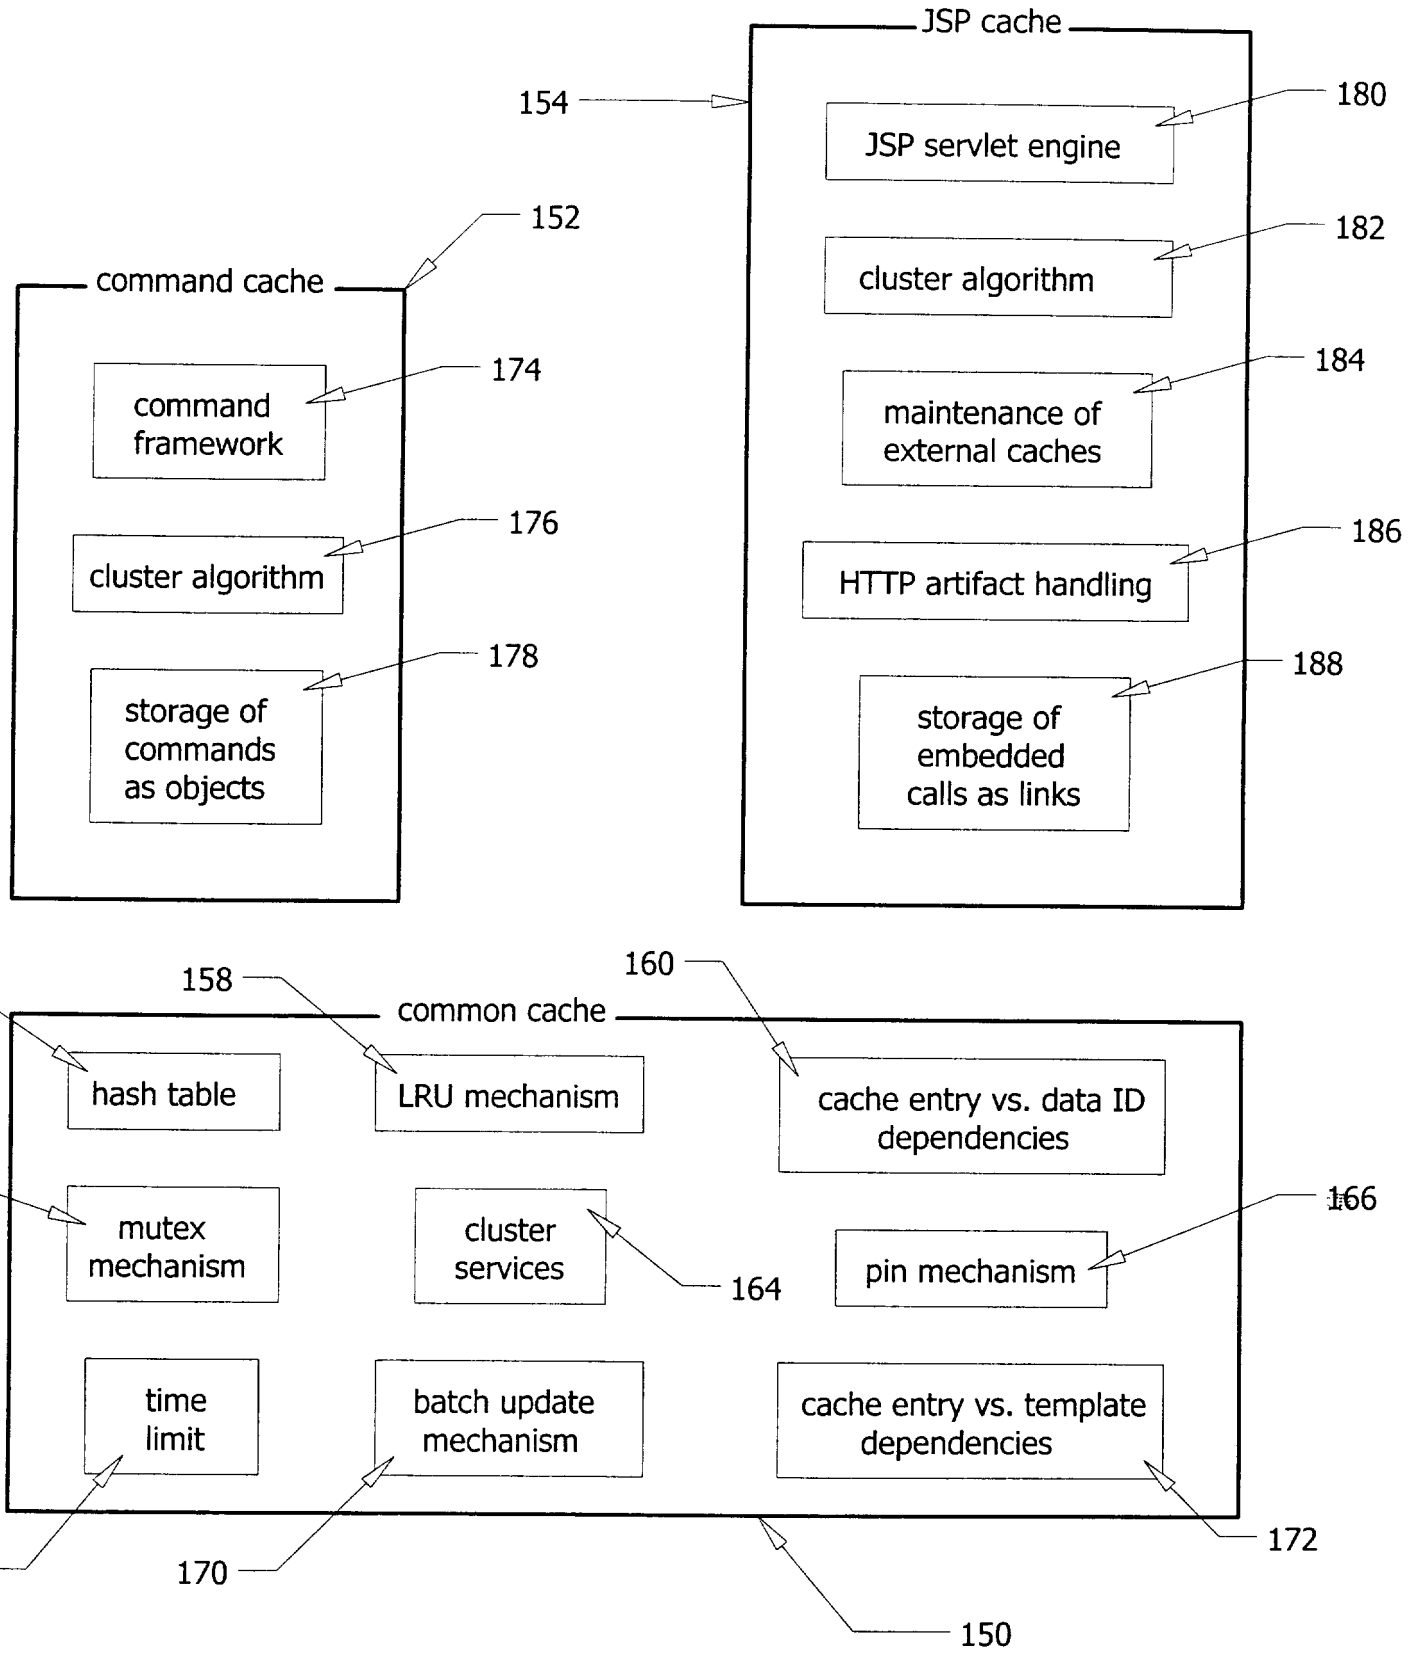 JSP cache
154
180
JSP servlet engine
152
182
cluster algorithm
command cache
174
184
command
framework
maintenance of
external caches
176
186
cluster algorithm
HTTP artifact handling
178
188
storage of
commands
as objects
storage of
embedded
calls as links
158
160
common cache
hash table
LRU mechanism
cache entry vs. data ID
dependencies
166
mutex
mechanism
cluster
services
pin mechanism
164
time
limit
batch update
mechanism
cache entry vs. template
dependencies
172
170
150